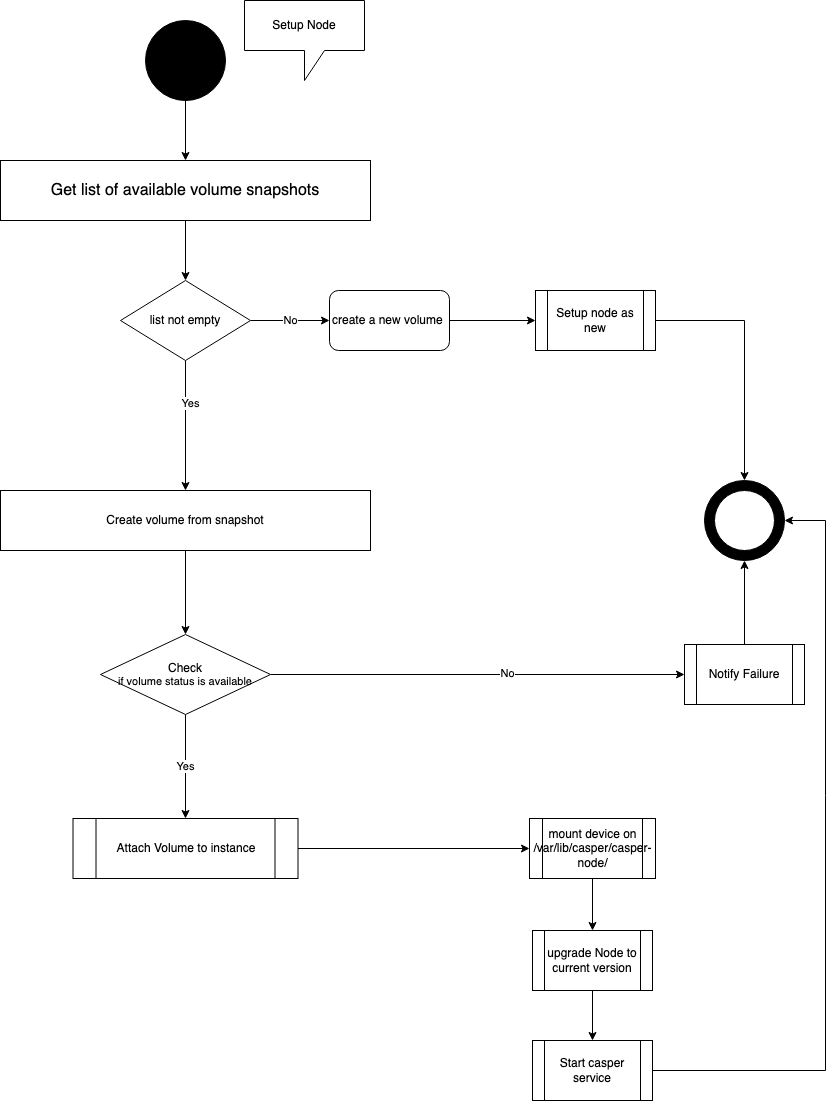 Setup Node
Get list of available volume snapshots
list not empty
No
create a new volume
Setup node as
new
Yes
Create volume from snapshot
Check
if volume status is available
No
Notify Failure
Yes
Attach Volume to instance
mount device on
/var/lib/casper/casper-
node/
upgrade Node to
current version
Start casper
service